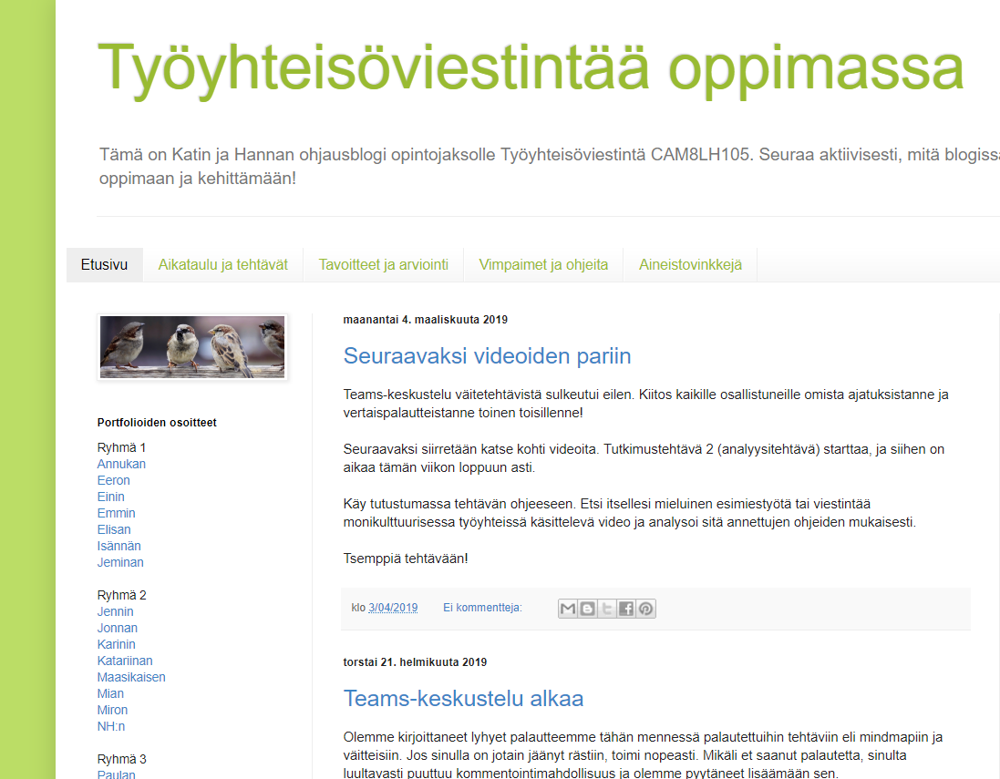 Työyhteisöviestintää oppimassa
Tämä on Katin ja Hannan ohjausblogi opintojaksolle Työyhteisöviestintä CAM8LH105. Seuraa aktiivisesti, mitä blogissa
oppimaan ja kehittämään!
Etusivu
Aikataulu ja tehtävät
Tavoitteet ja arviointi
Vimpaimet ja ohjeita
Aineistovinkkejä
Portfolioiden osoitteet
Ryhmä 1
Annukan
Eeron
Einin
Emmin
Elisan
Isännän
Jeminan
Ryhmä 2
Jennin
Jonnan
Karinin
Katariinan
Maasikaisen
Mian
Miron
NH:n
Ryhmä 3
Paulan
maanantai 4. maaliskuuta 2019
Seuraavaksi videoiden pariin
Teams-keskustelu väitetehtävistä sulkeutui eilen. Kiitos kaikille osallistuneille omista ajatuksistanne ja
vertaispalautteistanne toinen toisillenne!
Seuraavaksi siirretään katse kohti videoita. Tutkimustehtävä 2 (analyysitehtävä) starttaa, ja siihen on
aikaa tämän viikon loppuun asti.
Käy tutustumassa tehtävän ohjeeseen. Etsi itsellesi mieluinen esimiestyötä tai viestintää
monikulttuurisessa työyhteissä käsittelevä video ja analysoi sitä annettujen ohjeiden mukaisesti.
Tsemppiä tehtävään!
klo 3/04/2019 Ei kommentteja:
torstai 21. helmikuuta 2019
Teams-keskustelu alkaa
Olemme kirjoittaneet lyhyet palautteemme tähän mennessä palautettuihin tehtäviin eli mindmapiin ja
väitteisiin. Jos sinulla on jotain jäänyt rästiin, toimi nopeasti. Mikäli et saanut palautetta, sinulta
luultavasti puuttuu kommentointimahdollisuus ja olemme pyytäneet lisäämään sen.